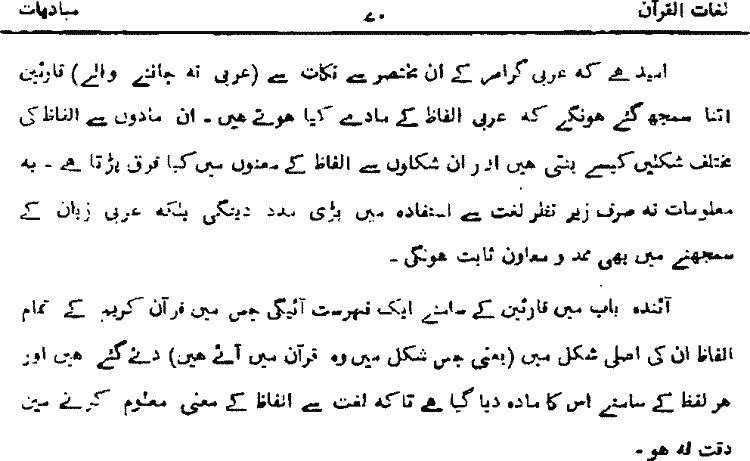 لغات القرآن ۷۰ مبادیات
امید ہے کہ عربی گرامر کے ان مختصر سے نکات سے (عربی نہ جاننے والے) قارئین
اتنا سمجھ گئے ہونگے کہ عربی الفاظ کے مادے کیا ہوتے ہیں ۔ ان مادوں سے الفاظ کی
مختلف شکلیں کیسے بنتی ہیں اور ان شکلوں سے الفاظ کے معنوں میں کیا فرق پڑتا ہے ۔ یہ
معلومات نہ صرف زیر نظر لغت سے استفادہ میں بڑی مدد دینگی بلکہ عربی زبان کے
سمجھنے میں بھی ممد و معاون ثابت ہونگی ۔
آئندہ باب میں قارئین کے سامنے ایک فہرست آئیگی جس میں قرآن کریم کے تمام
الفاظ ان کی اصلی شکل میں (یعنی جس شکل میں وہ قرآن میں آئے ہیں) دئے گئے ہیں اور
ہر لفظ کے سامنے اس کا مادہ دیا گیا ہے تاکہ لغت سے الفاظ کے معنی معلوم کرنے میں
دقت نہ ہو ۔